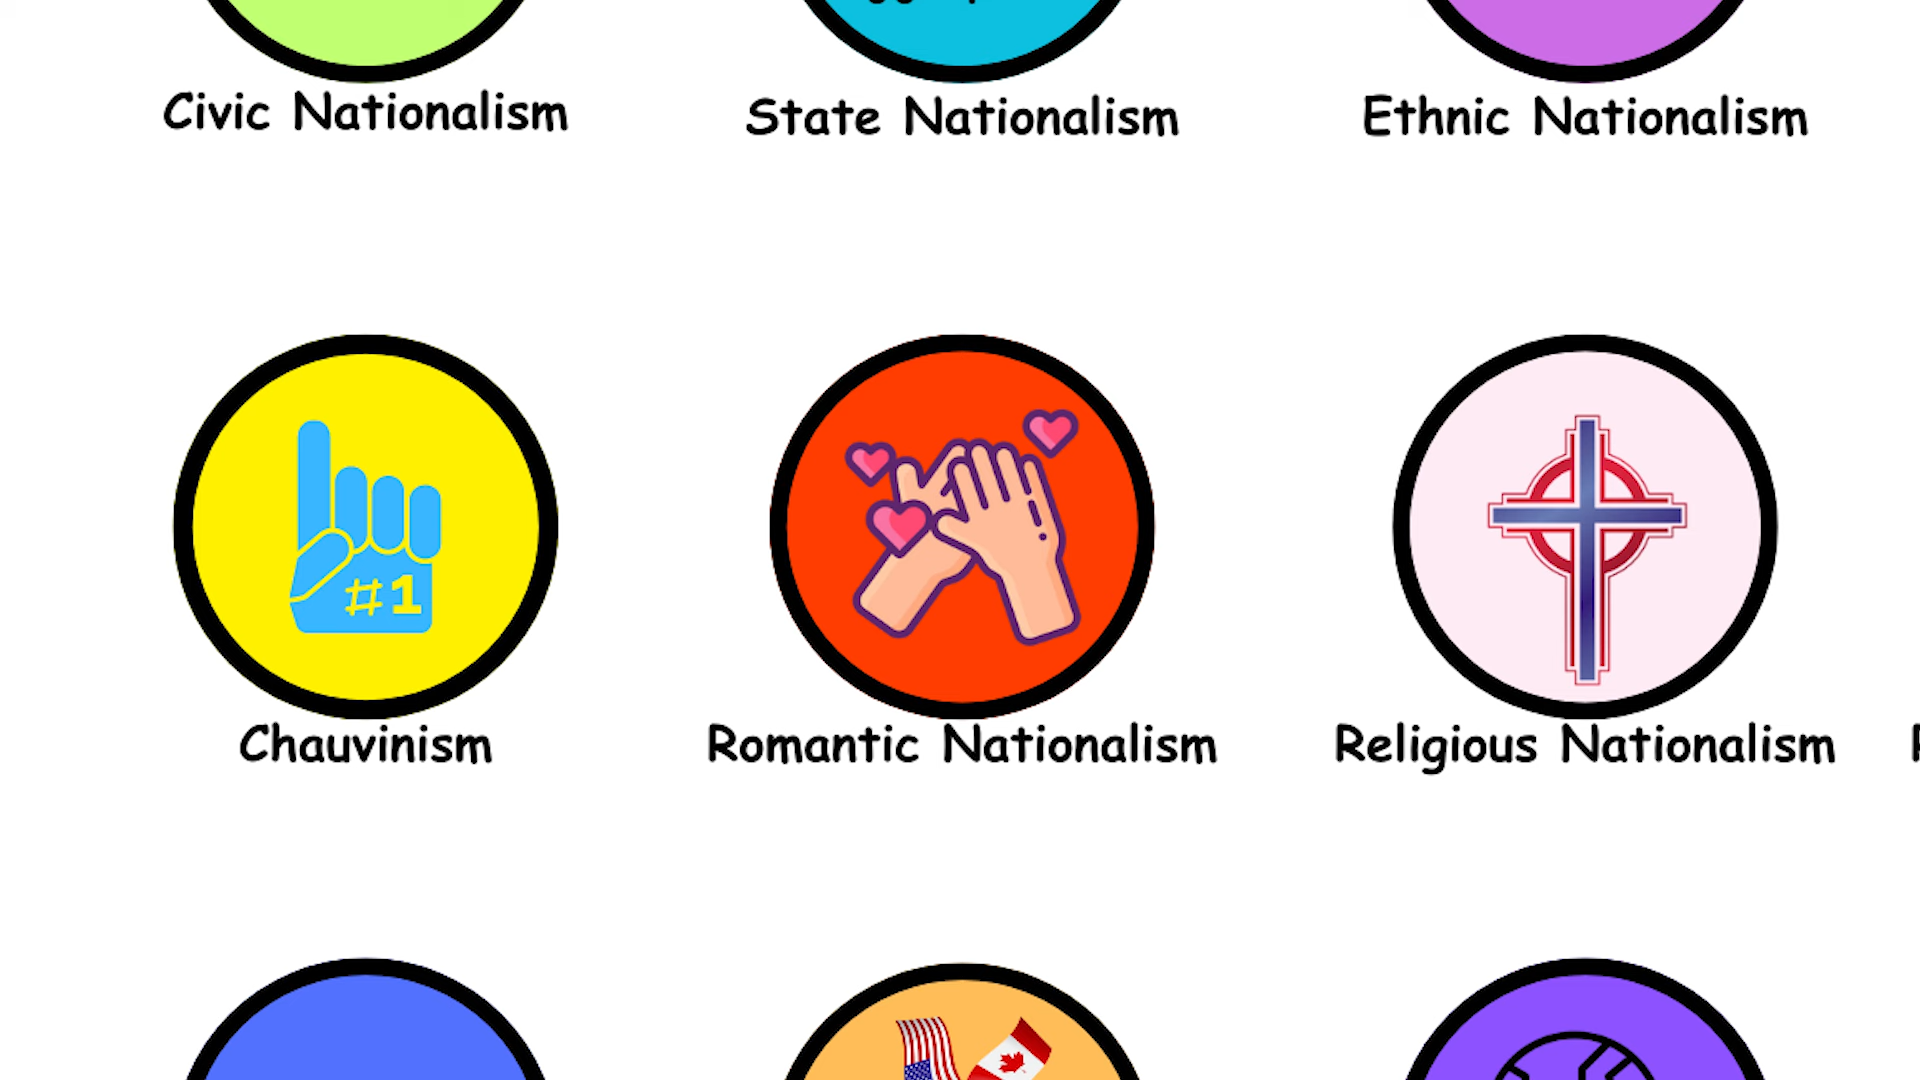 Civic Nationalism
State Nationalism
Ethnic Nationalism
#1
Chauvinism
Romantic Nationalism
Religious Nationalism